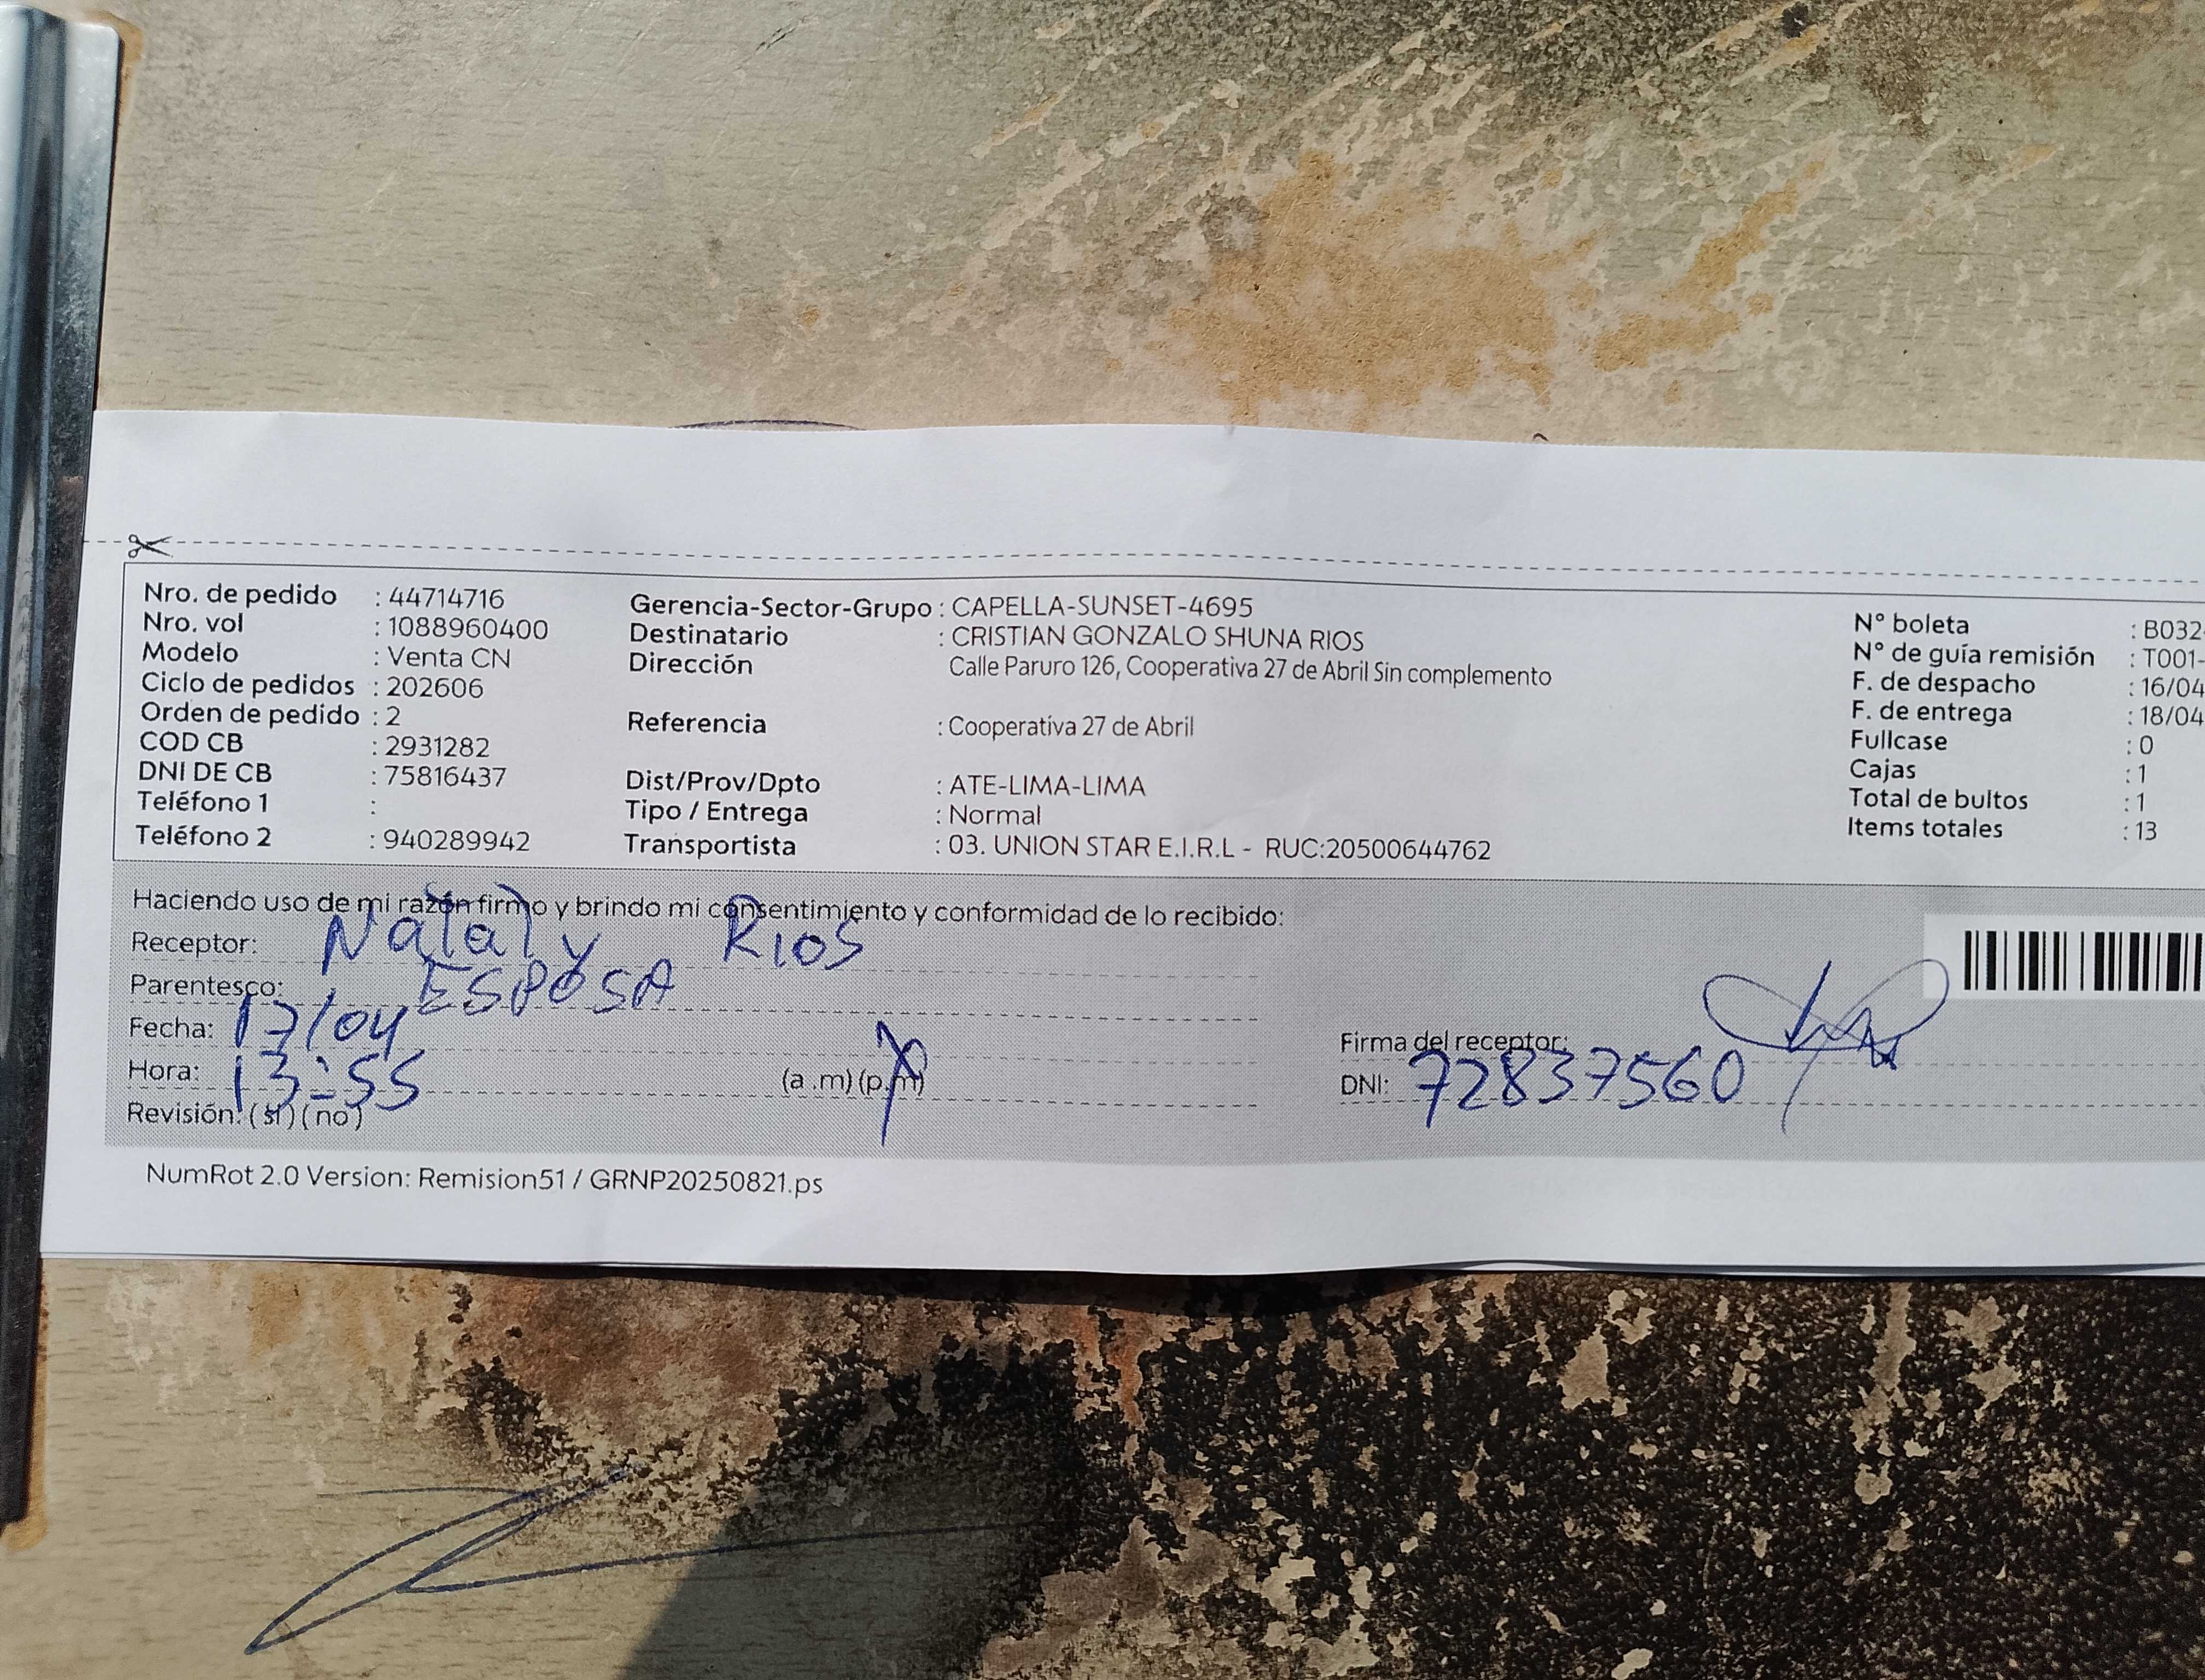 Nro. de pedido : 44714716
Nro. vol : 1088960400
Modelo : Venta CN
Ciclo de pedidos : 202606
Orden de pedido : 2
COD CB : 2931282
DNI DE CB : 75816437
Teléfono 1 :
Teléfono 2 : 940289942
Gerencia-Sector-Grupo : CAPELLA-SUNSET-4695
Destinatario : CRISTIAN GONZALO SHUNA RIOS
Dirección Calle Paruro 126, Cooperativa 27 de Abril Sin complemento
Referencia : Cooperativa 27 de Abril
Dist/Prov/Dpto : ATE-LIMA-LIMA
Tipo / Entrega : Normal
Transportista : 03. UNION STAR E.I.R.L - RUC:20500644762
N° boleta : B032-
N° de guía remisión : T001-
F. de despacho : 16/04
F. de entrega : 18/04
Fullcase : 0
Cajas : 1
Total de bultos : 1
Items totales : 13
Haciendo uso de mi razón firmo y brindo mi consentimiento y conformidad de lo recibido:
Receptor: Nataly Rios
Parentesco: ESPOSA
Fecha: 17/04
Hora: 13:55 (a .m) (p.m)
Revisión: ( si ) ( no )
Firma del receptor:
DNI: 72837560
NumRot 2.0 Version: Remision51 / GRNP20250821.ps